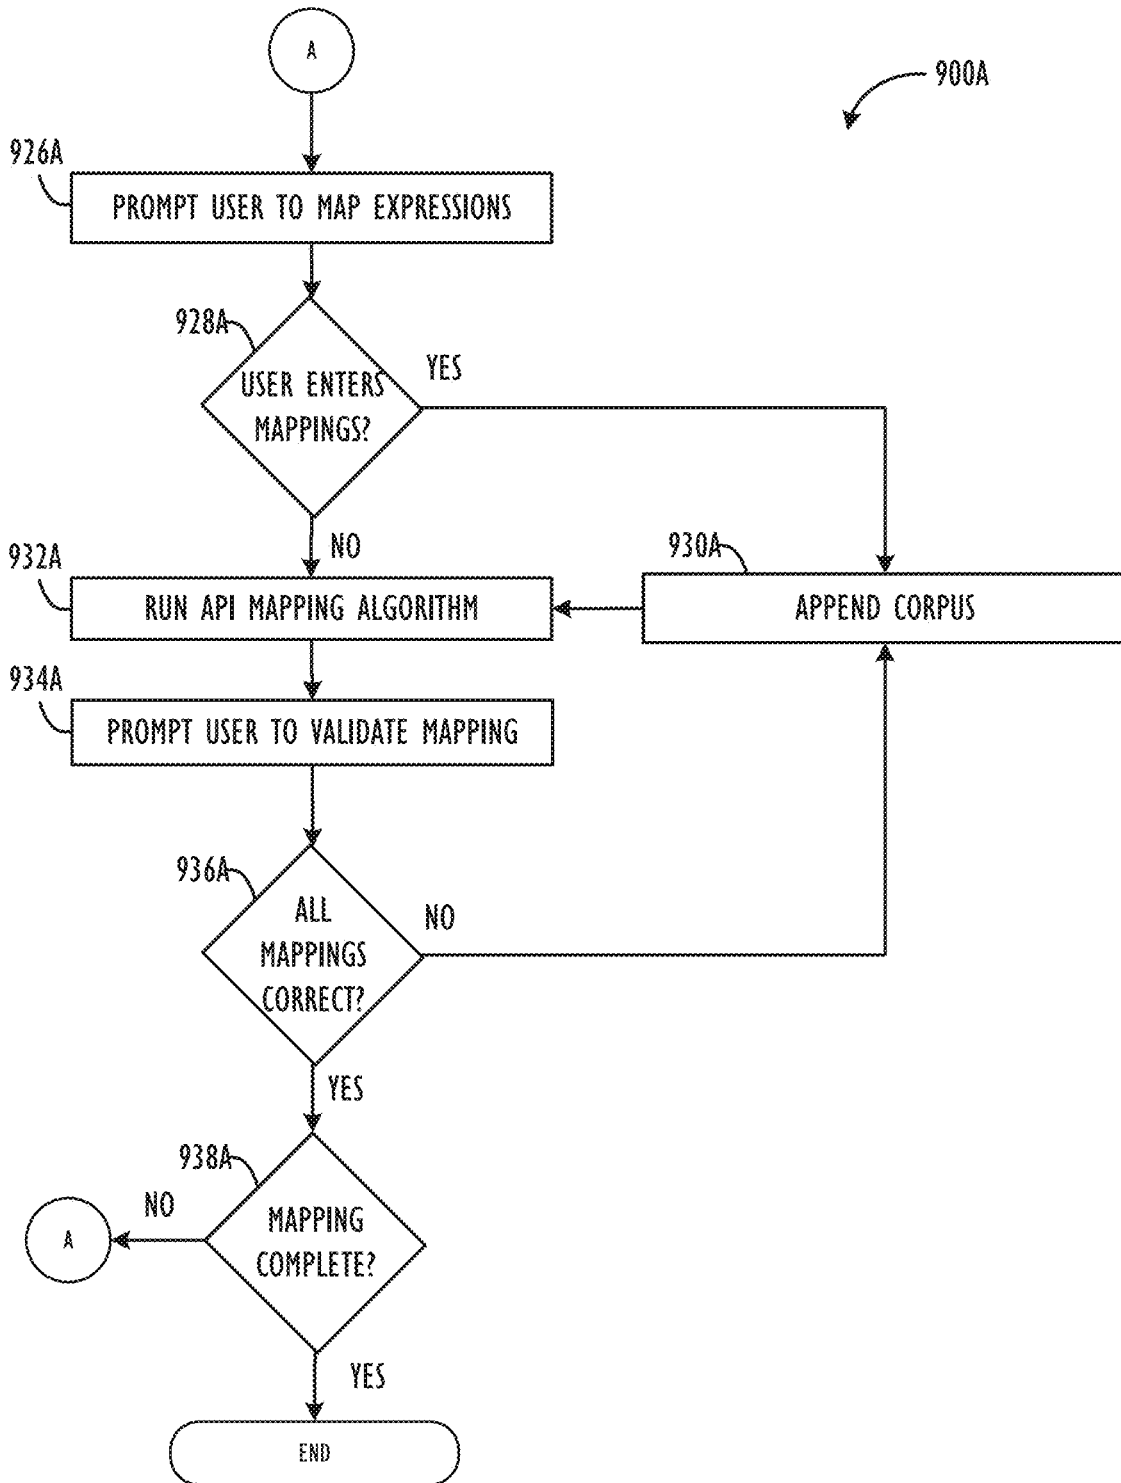 A
900A
926A
PROMPT USER TO MAP EXPRESSIONS
928A
USER ENTERS
MAPPINGS?
YES
NO
932A
RUN API MAPPING ALGORITHM
930A
APPEND CORPUS
934A
PROMPT USER TO VALIDATE MAPPING
936A
ALL
MAPPINGS
CORRECT?
NO
YES
938A
MAPPING
COMPLETE?
NO
A
YES
END